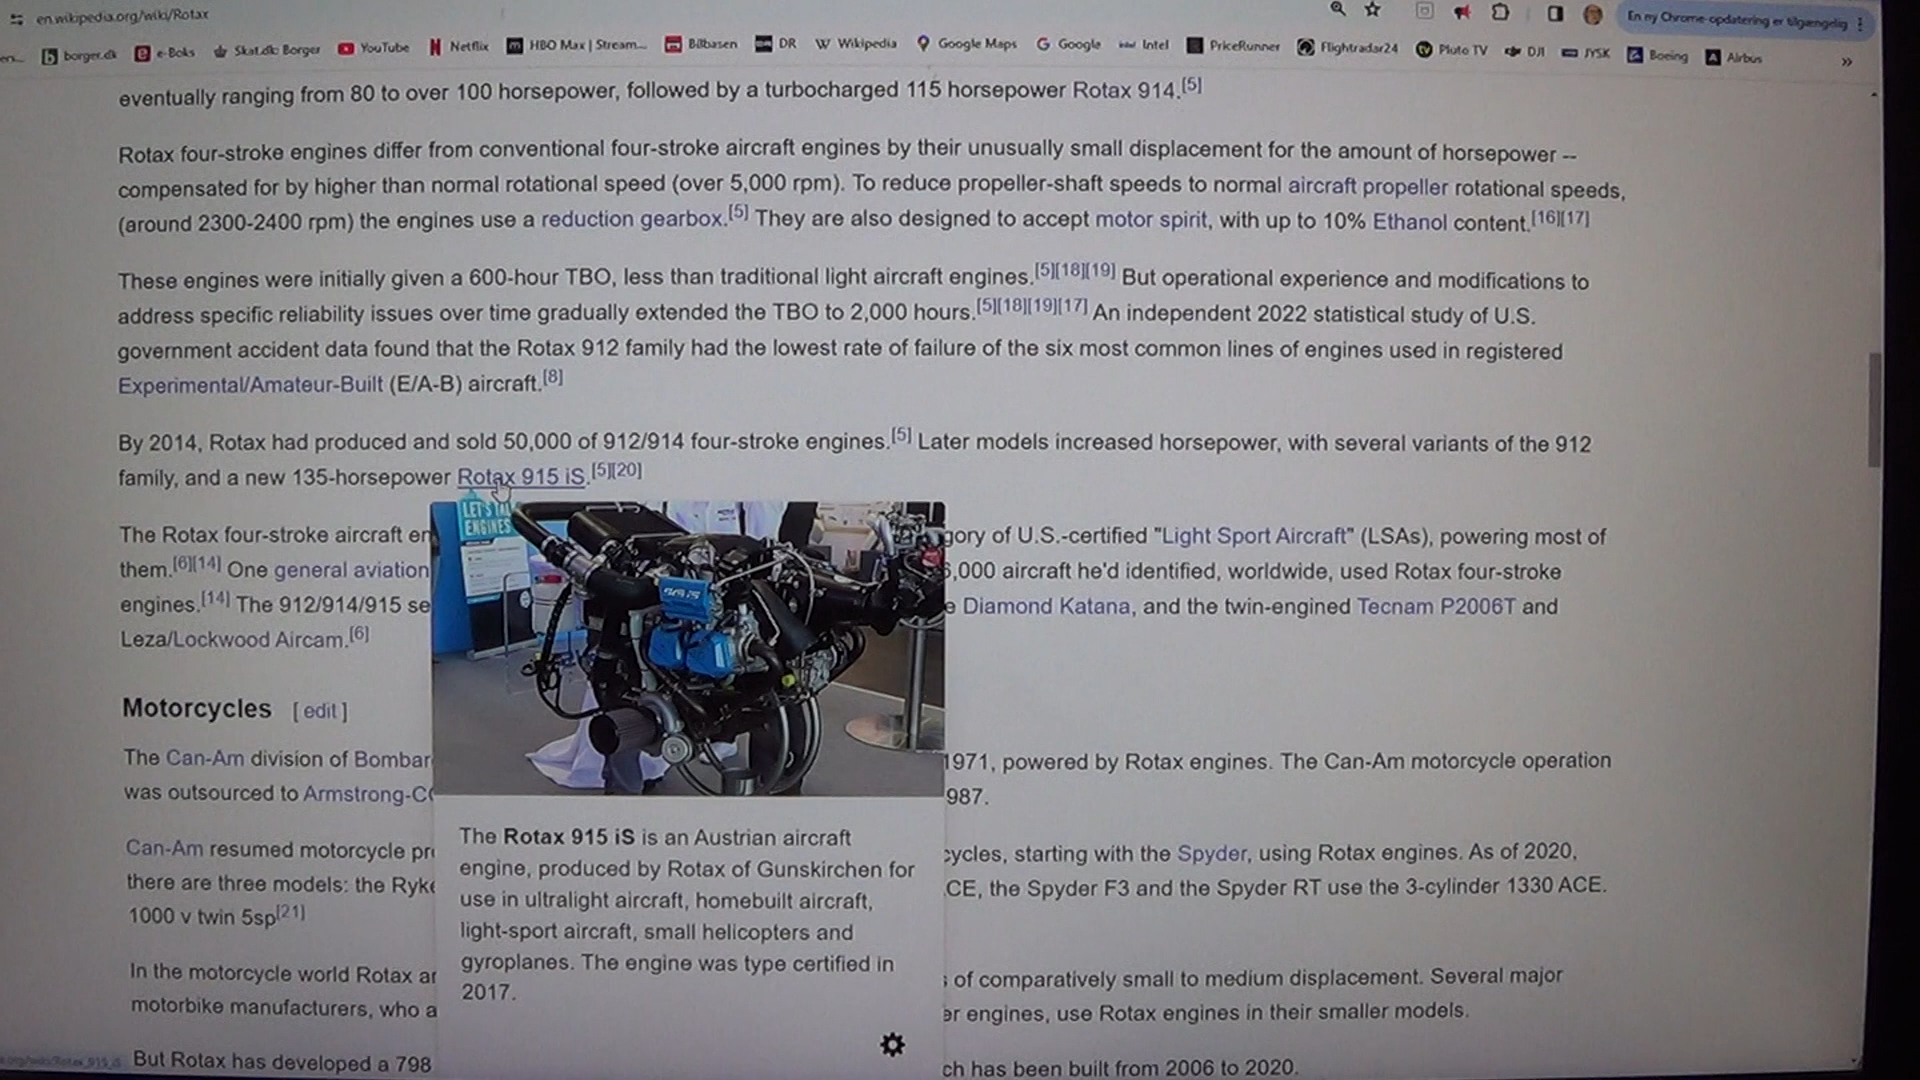 en.wikipedia.org/wiki/Rotax
En ny Chrome-opdatering er tilgængelig
borger.dk e-Boks Skat.dk: Borger YouTube Netflix HBO Max | Stream... Bilbasen DR Wikipedia Google Maps Google Intel PriceRunner Flightradar24 Pluto TV DJI JYSK Boeing Airbus »
eventually ranging from 80 to over 100 horsepower, followed by a turbocharged 115 horsepower Rotax 914.[5]
Rotax four-stroke engines differ from conventional four-stroke aircraft engines by their unusually small displacement for the amount of horsepower --
compensated for by higher than normal rotational speed (over 5,000 rpm). To reduce propeller-shaft speeds to normal aircraft propeller rotational speeds,
(around 2300-2400 rpm) the engines use a reduction gearbox.[5] They are also designed to accept motor spirit, with up to 10% Ethanol content.[16][17]
These engines were initially given a 600-hour TBO, less than traditional light aircraft engines.[5][18][19] But operational experience and modifications to
address specific reliability issues over time gradually extended the TBO to 2,000 hours.[5][18][19][17] An independent 2022 statistical study of U.S.
government accident data found that the Rotax 912 family had the lowest rate of failure of the six most common lines of engines used in registered
Experimental/Amateur-Built (E/A-B) aircraft.[8]
By 2014, Rotax had produced and sold 50,000 of 912/914 four-stroke engines.[5] Later models increased horsepower, with several variants of the 912
family, and a new 135-horsepower Rotax 915 iS.[5][20]
The Rotax four-stroke aircraft en
gory of U.S.-certified "Light Sport Aircraft" (LSAs), powering most of
them.[6][14] One general aviation
6,000 aircraft he'd identified, worldwide, used Rotax four-stroke
engines.[14] The 912/914/915 se
e Diamond Katana, and the twin-engined Tecnam P2006T and
Leza/Lockwood Aircam.[6]
LET'S TAL
ENGINES
915 iS
Motorcycles [ edit ]
The Can-Am division of Bombar
1971, powered by Rotax engines. The Can-Am motorcycle operation
was outsourced to Armstrong-C
987.
The Rotax 915 iS is an Austrian aircraft
engine, produced by Rotax of Gunskirchen for
use in ultralight aircraft, homebuilt aircraft,
light-sport aircraft, small helicopters and
gyroplanes. The engine was type certified in
2017.
Can-Am resumed motorcycle pr
cycles, starting with the Spyder, using Rotax engines. As of 2020,
there are three models: the Ryke
CE, the Spyder F3 and the Spyder RT use the 3-cylinder 1330 ACE.
1000 v twin 5sp[21]
In the motorcycle world Rotax ar
s of comparatively small to medium displacement. Several major
motorbike manufacturers, who a
er engines, use Rotax engines in their smaller models.
But Rotax has developed a 798
ch has been built from 2006 to 2020.